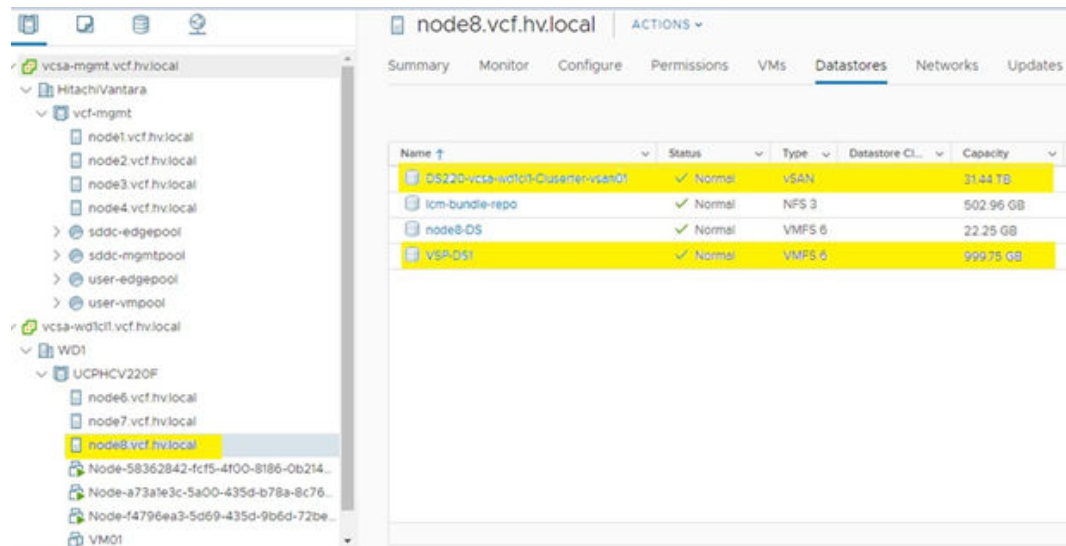 node8.vcf.hv.local ACTIONS
Summary Monitor Configure Permissions VMs Datastores Networks Updates
vcsa-mgmt.vcf.hv.local
HitachiVantara
vcf-mgmt
node1.vcf.hv.local
node2.vcf.hv.local
node3.vcf.hv.local
node4.vcf.hv.local
sddc-edgepool
sddc-mgmtpool
user-edgepool
user-vmpool
vcsa-wd1cl1.vcf.hv.local
WD1
UCPHCV220F
node6.vcf.hv.local
node7.vcf.hv.local
node8.vcf.hv.local
Node-58362842-fcf5-4f00-8186-0b214...
Node-a73a1e3c-5a00-435d-b78a-8c76...
Node-f4796ea3-5d69-435d-9b6d-72be...
VM01
Name Status Type Datastore Cl... Capacity
DS220-vcsa-wd1cl1-Cluserter-vsan01 Normal vSAN 31.44 TB
lcm-bundle-repo Normal NFS 3 502.96 GB
node8-DS Normal VMFS 6 22.25 GB
VSP-DS1 Normal VMFS 6 999.75 GB